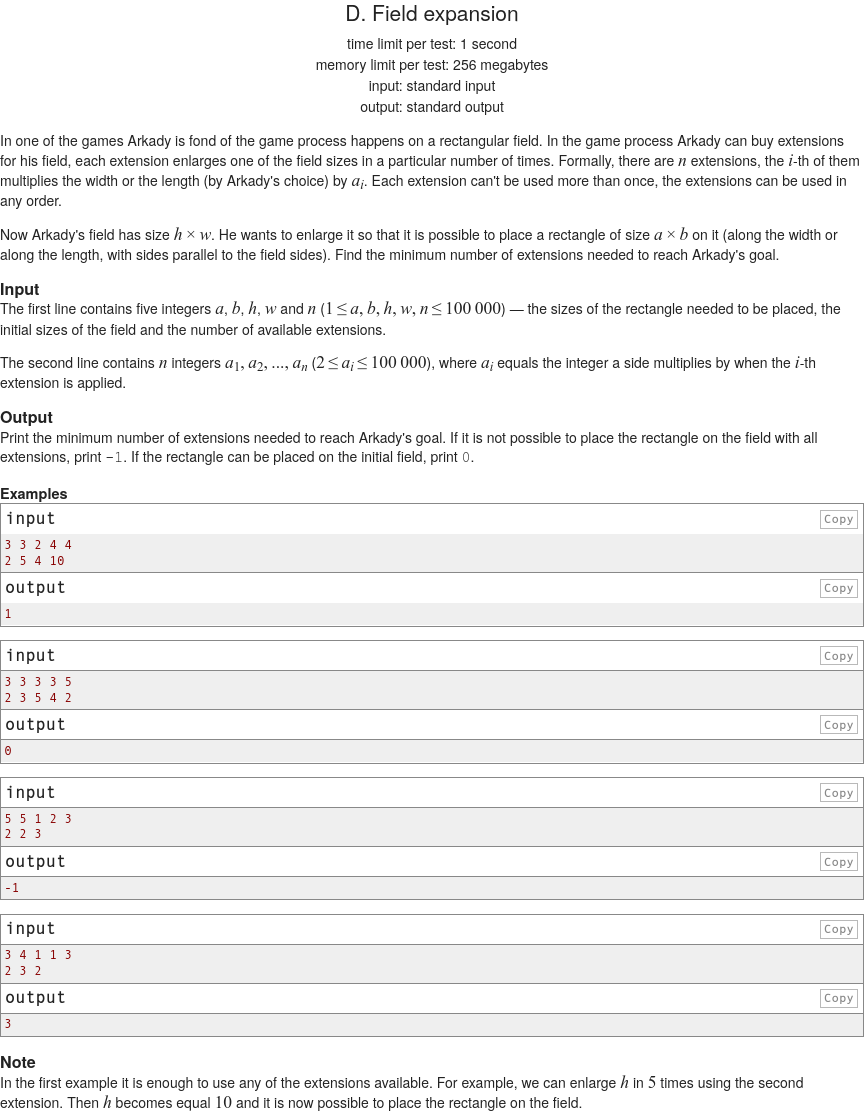 D. Field expansion
time limit per test: 1 second
memory limit per test: 256 megabytes
input: standard input
output: standard output
In one of the games Arkady is fond of the game process happens on a rectangular field. In the game process Arkady can buy extensions
for his field, each extension enlarges one of the field sizes in a particular number of times. Formally, there are n extensions, the i-th of them
multiplies the width or the length (by Arkady's choice) by aᵢ. Each extension can't be used more than once, the extensions can be used in
any order.
Now Arkady's field has size h × w. He wants to enlarge it so that it is possible to place a rectangle of size a × b on it (along the width or
along the length, with sides parallel to the field sides). Find the minimum number of extensions needed to reach Arkady's goal.
Input
The first line contains five integers a, b, h, w and n (1 ≤ a, b, h, w, n ≤ 100 000) — the sizes of the rectangle needed to be placed, the
initial sizes of the field and the number of available extensions.
The second line contains n integers a₁, a₂, ..., aₙ (2 ≤ aᵢ ≤ 100 000), where aᵢ equals the integer a side multiplies by when the i-th
extension is applied.
Output
Print the minimum number of extensions needed to reach Arkady's goal. If it is not possible to place the rectangle on the field with all
extensions, print -1. If the rectangle can be placed on the initial field, print 0.
Examples
input Copy
3 3 2 4 4
2 5 4 10
output Copy
1
input Copy
3 3 3 3 5
2 3 5 4 2
output Copy
0
input Copy
5 5 1 2 3
2 2 3
output Copy
-1
input Copy
3 4 1 1 3
2 3 2
output Copy
3
Note
In the first example it is enough to use any of the extensions available. For example, we can enlarge h in 5 times using the second
extension. Then h becomes equal 10 and it is now possible to place the rectangle on the field.